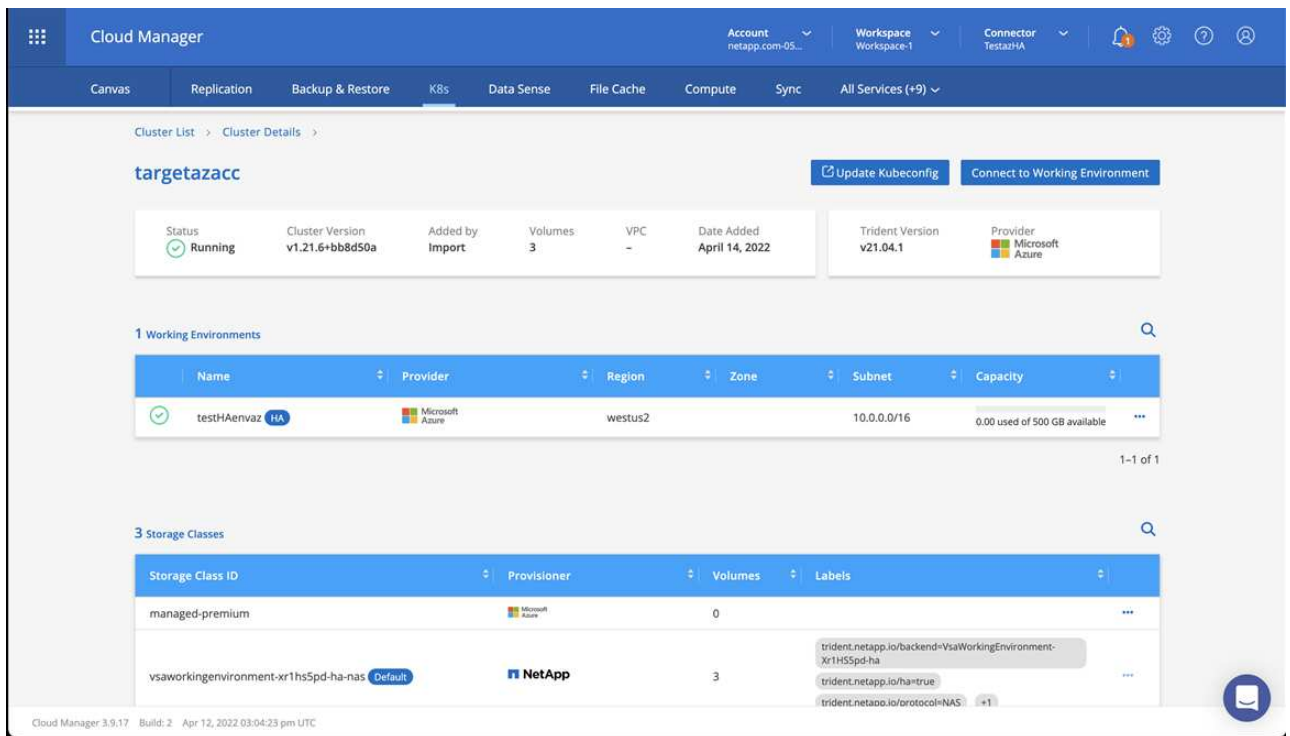 Cloud Manager
Account
netapp.com-05...
Workspace
Workspace-1
Connector
TestazHA
1
Canvas Replication Backup & Restore K8s Data Sense File Cache Compute Sync All Services (+9)
Cluster List > Cluster Details >
targetazacc
Update Kubeconfig
Connect to Working Environment
Status Cluster Version Added by Volumes VPC Date Added Trident Version Provider
Running v1.21.6+bb8d50a Import 3 – April 14, 2022 v21.04.1 Microsoft Azure
1 Working Environments
Name Provider Region Zone Subnet Capacity
testHAenvaz HA Microsoft Azure westus2 10.0.0.0/16 0.00 used of 500 GB available
1–1 of 1
3 Storage Classes
Storage Class ID Provisioner Volumes Labels
managed-premium Microsoft Azure 0
trident.netapp.io/backend=VsaWorkingEnvironment-
Xr1HS5pd-ha
vsaworkingenvironment-xr1hs5pd-ha-nas Default NetApp 3 trident.netapp.io/ha=true
trident.netapp.io/protocol=NAS +1
Cloud Manager 3.9.17 Build: 2 Apr 12, 2022 03:04:23 pm UTC